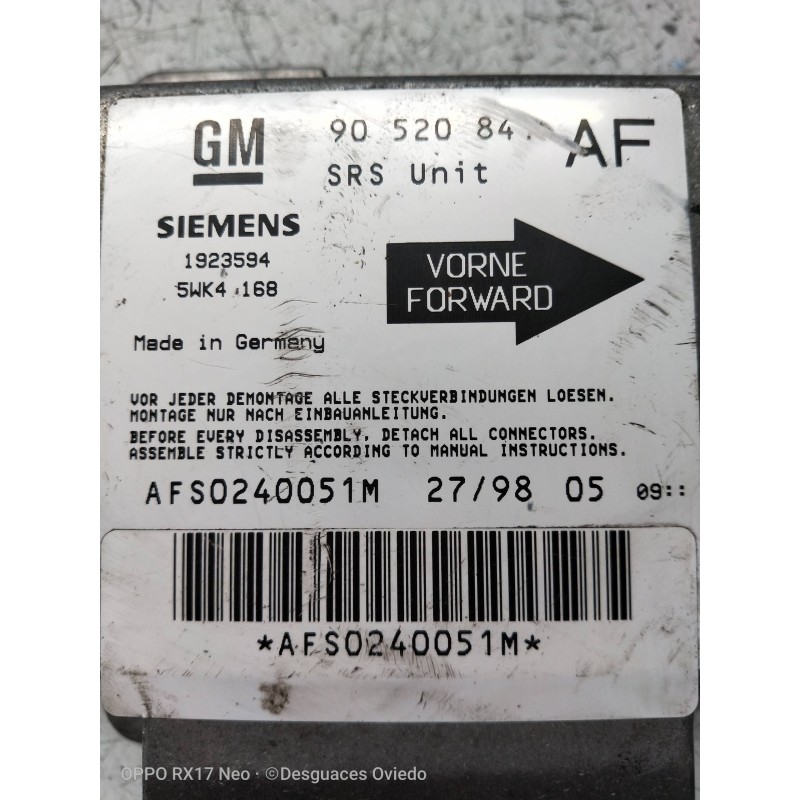 GM 90 520 84 AF
SRS Unit
SIEMENS
1923594
5WK4 168
VORNE
FORWARD
Made in Germany
VOR JEDER DEMONTAGE ALLE STECKVERBINDUNGEN LOESEN.
MONTAGE NUR NACH EINBAUANLEITUNG.
BEFORE EVERY DISASSEMBLY, DETACH ALL CONNECTORS.
ASSEMBLE STRICTLY ACCORDING TO MANUAL INSTRUCTIONS.
AFS0240051M 27/98 05 09::
*AFS0240051M*
OPPO RX17 Neo · ©Desguaces Oviedo